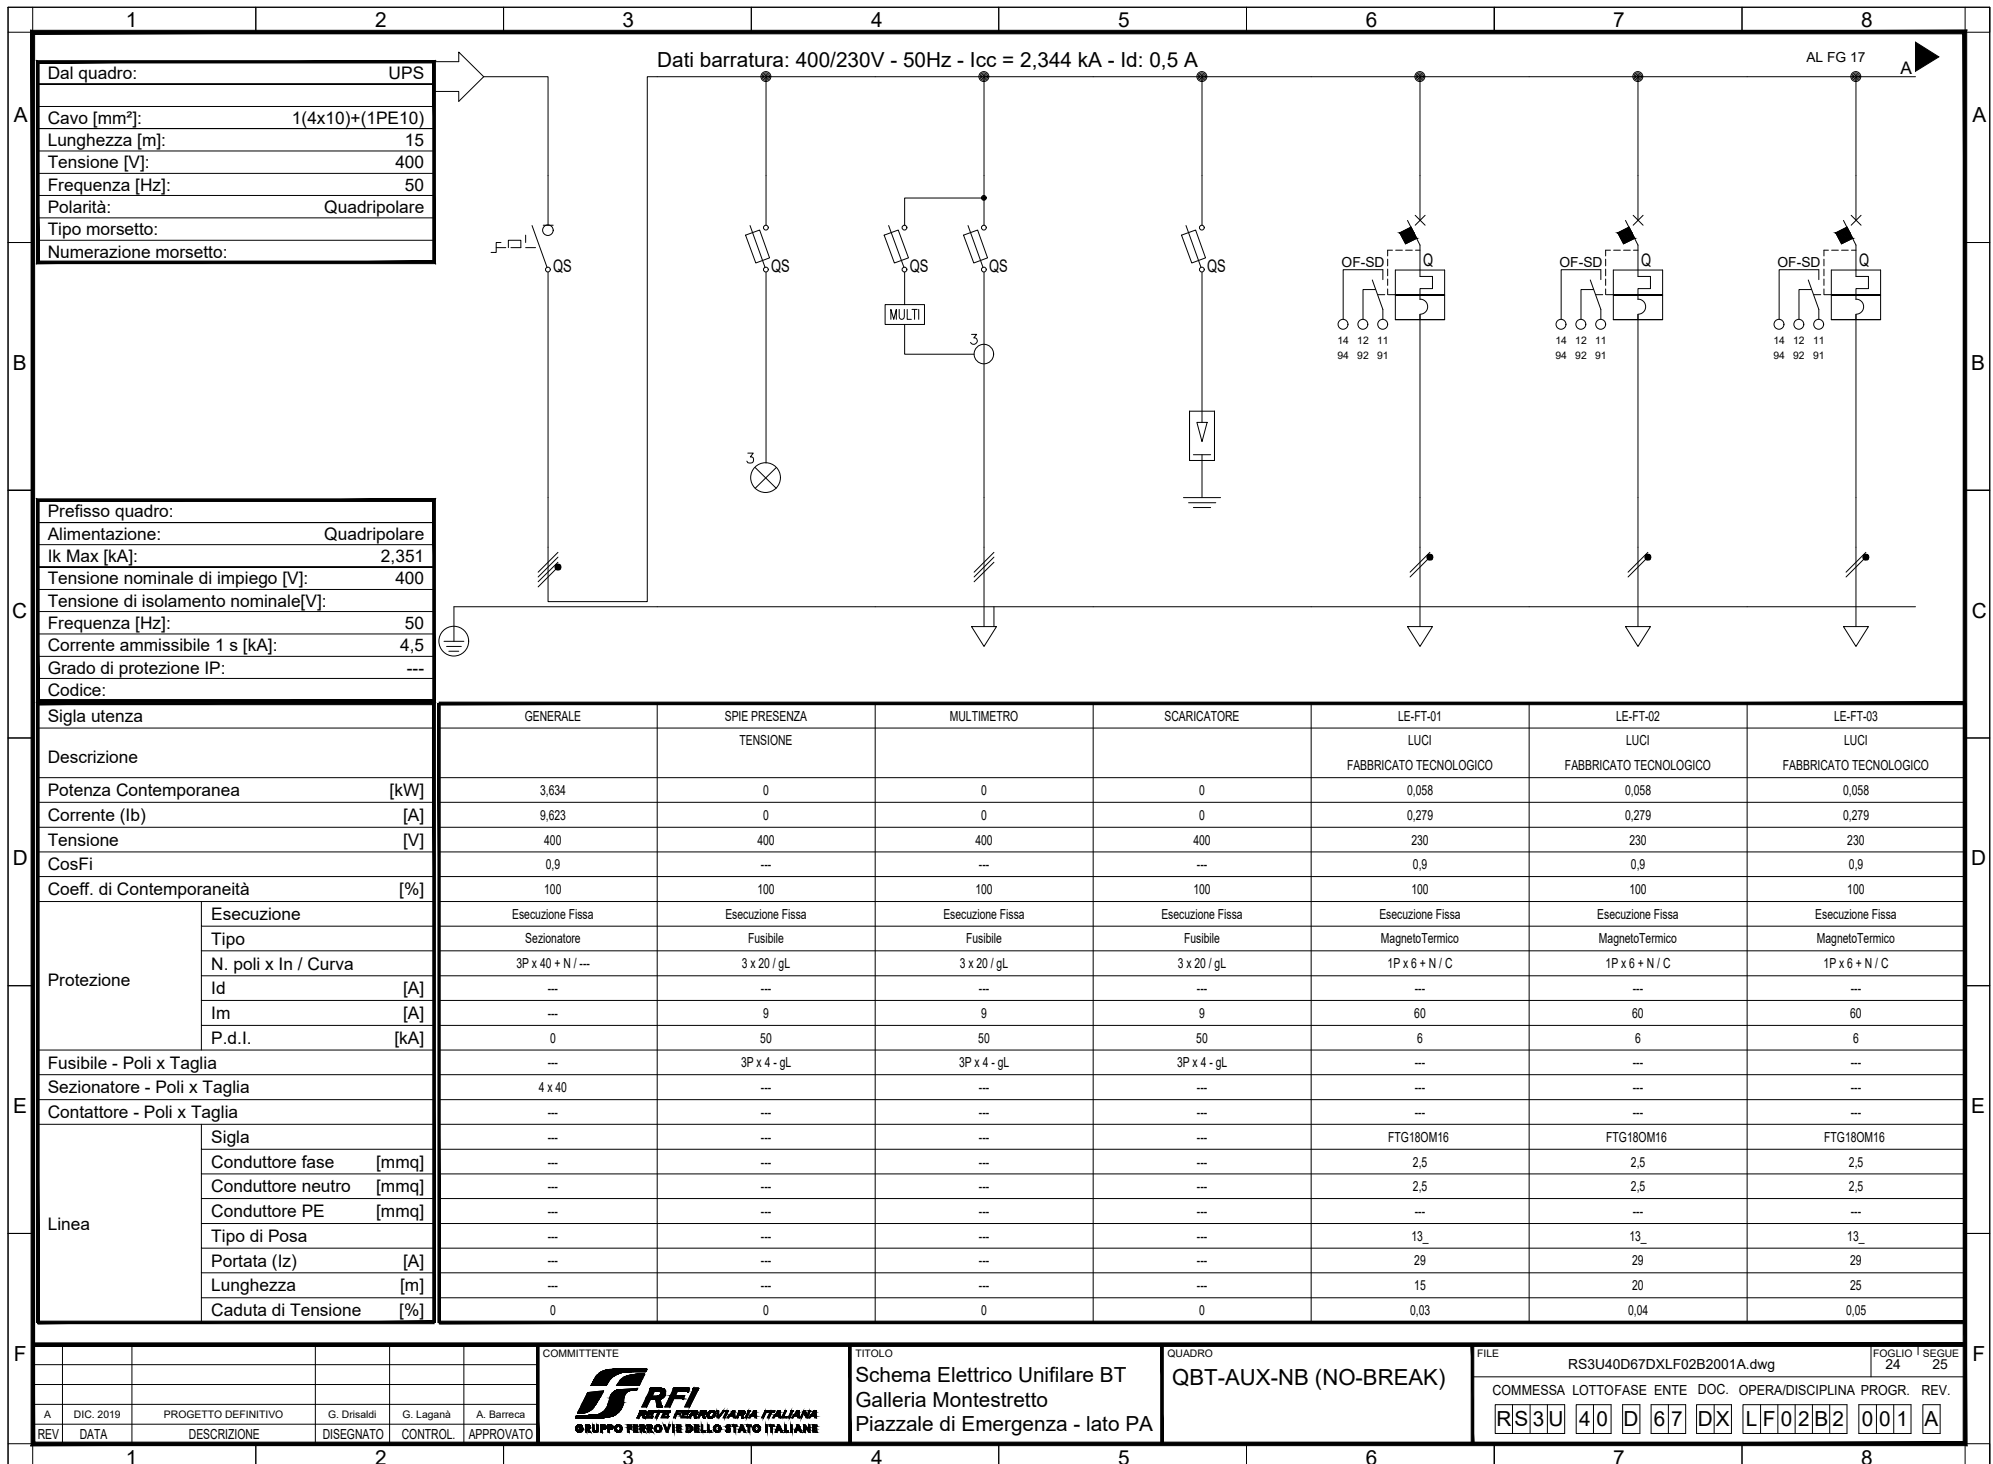 1 2 3 4 5 6 7 8
Dati barratura: 400/230V - 50Hz - Icc = 2,344 kA - Id: 0,5 A
AL FG 17 A
Dal quadro: UPS
Cavo [mm²]: 1(4x10)+(1PE10)
Lunghezza [m]: 15
Tensione [V]: 400
Frequenza [Hz]: 50
Polarità: Quadripolare
Tipo morsetto:
Numerazione morsetto:
A A
B B
C C
D D
E E
F F
QS QS QS QS QS
MULTI
3
3
OF-SD Q OF-SD Q OF-SD Q
14 12 11 14 12 11 14 12 11
94 92 91 94 92 91 94 92 91
Prefisso quadro:
Alimentazione: Quadripolare
Ik Max [kA]: 2,351
Tensione nominale di impiego [V]: 400
Tensione di isolamento nominale[V]:
Frequenza [Hz]: 50
Corrente ammissibile 1 s [kA]: 4,5
Grado di protezione IP: ---
Codice:
Sigla utenza GENERALE SPIE PRESENZA MULTIMETRO SCARICATORE LE-FT-01 LE-FT-02 LE-FT-03
Descrizione TENSIONE LUCI LUCI LUCI
FABBRICATO TECNOLOGICO FABBRICATO TECNOLOGICO FABBRICATO TECNOLOGICO
Potenza Contemporanea [kW] 3,634 0 0 0 0,058 0,058 0,058
Corrente (Ib) [A] 9,623 0 0 0 0,279 0,279 0,279
Tensione [V] 400 400 400 400 230 230 230
CosFi 0,9 --- --- --- 0,9 0,9 0,9
Coeff. di Contemporaneità [%] 100 100 100 100 100 100 100
Protezione
Esecuzione Esecuzione Fissa Esecuzione Fissa Esecuzione Fissa Esecuzione Fissa Esecuzione Fissa Esecuzione Fissa Esecuzione Fissa
Tipo Sezionatore Fusibile Fusibile Fusibile MagnetoTermico MagnetoTermico MagnetoTermico
N. poli x In / Curva 3P x 40 + N / --- 3 x 20 / gL 3 x 20 / gL 3 x 20 / gL 1P x 6 + N / C 1P x 6 + N / C 1P x 6 + N / C
Id [A] --- --- --- --- --- --- ---
Im [A] --- 9 9 9 60 60 60
P.d.I. [kA] 0 50 50 50 6 6 6
Fusibile - Poli x Taglia --- 3P x 4 - gL 3P x 4 - gL 3P x 4 - gL --- --- ---
Sezionatore - Poli x Taglia 4 x 40 --- --- --- --- --- ---
Contattore - Poli x Taglia --- --- --- --- --- --- ---
Linea
Sigla --- --- --- --- FTG18OM16 FTG18OM16 FTG18OM16
Conduttore fase [mmq] --- --- --- --- 2,5 2,5 2,5
Conduttore neutro [mmq] --- --- --- --- 2,5 2,5 2,5
Conduttore PE [mmq] --- --- --- --- --- --- ---
Tipo di Posa --- --- --- --- 13_ 13_ 13_
Portata (Iz) [A] --- --- --- --- 29 29 29
Lunghezza [m] --- --- --- --- 15 20 25
Caduta di Tensione [%] 0 0 0 0 0,03 0,04 0,05
A DIC. 2019 PROGETTO DEFINITIVO G. Drisaldi G. Laganà A. Barreca
REV DATA DESCRIZIONE DISEGNATO CONTROL. APPROVATO
COMMITTENTE
RFI
RETE FERROVIARIA ITALIANA
GRUPPO FERROVIE DELLO STATO ITALIANE
TITOLO
Schema Elettrico Unifilare BT
Galleria Montestretto
Piazzale di Emergenza - lato PA
QUADRO
QBT-AUX-NB (NO-BREAK)
FILE
RS3U40D67DXLF02B2001A.dwg
FOGLIO SEGUE
24 25
COMMESSA LOTTO FASE ENTE DOC. OPERA/DISCIPLINA PROGR. REV.
RS3U 40 D 67 DX LF02B2 001 A
1 2 3 4 5 6 7 8